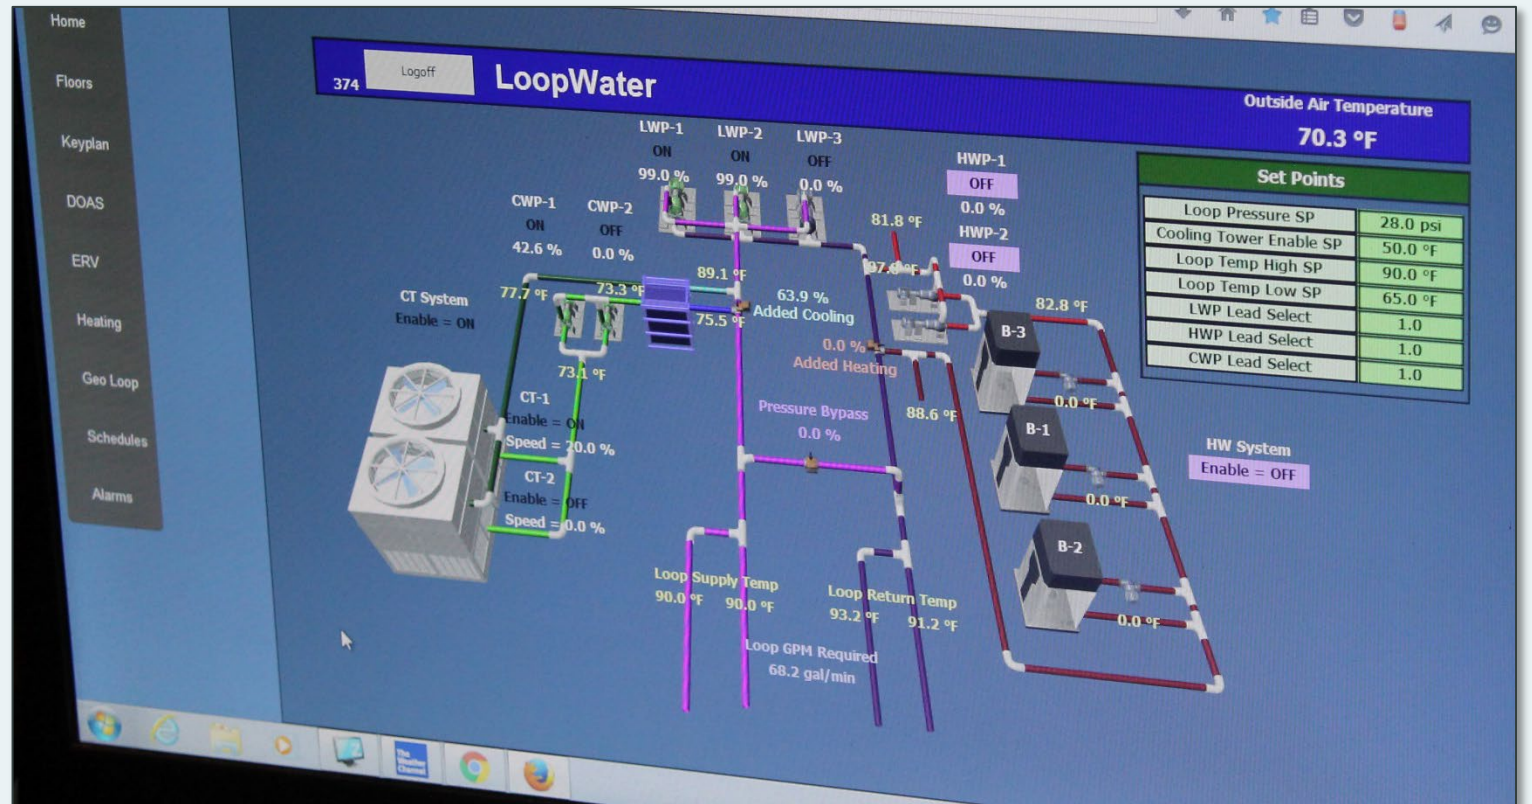 Home
Floors
Keyplan
DOAS
ERV
Heating
Geo Loop
Schedules
Alarms
374
Logoff
LoopWater
Outside Air Temperature
70.3 °F
LWP-1
ON
99.0 %
LWP-2
ON
99.0 %
LWP-3
OFF
0.0 %
HWP-1
OFF
0.0 %
HWP-2
OFF
0.0 %
Set Points
Loop Pressure SP 28.0 psi
Cooling Tower Enable SP 50.0 °F
Loop Temp High SP 90.0 °F
Loop Temp Low SP 65.0 °F
LWP Lead Select 1.0
HWP Lead Select 1.0
CWP Lead Select 1.0
CWP-1
ON
42.6 %
CWP-2
OFF
0.0 %
81.8 °F
89.1 °F
77.7 °F
73.3 °F
75.5 °F
63.9 %
Added Cooling
82.8 °F
CT System
Enable = ON
0.0 %
Added Heating
73.1 °F
88.6 °F
B-3
0.0 °F
CT-1
Enable = ON
Speed = 20.0 %
CT-2
Enable = OFF
Speed = 0.0 %
Pressure Bypass
0.0 %
B-1
0.0 °F
HW System
Enable = OFF
B-2
0.0 °F
Loop Supply Temp
90.0 °F 90.0 °F
Loop Return Temp
93.2 °F 91.2 °F
Loop GPM Required
68.2 gal/min
The
Weather
Channel